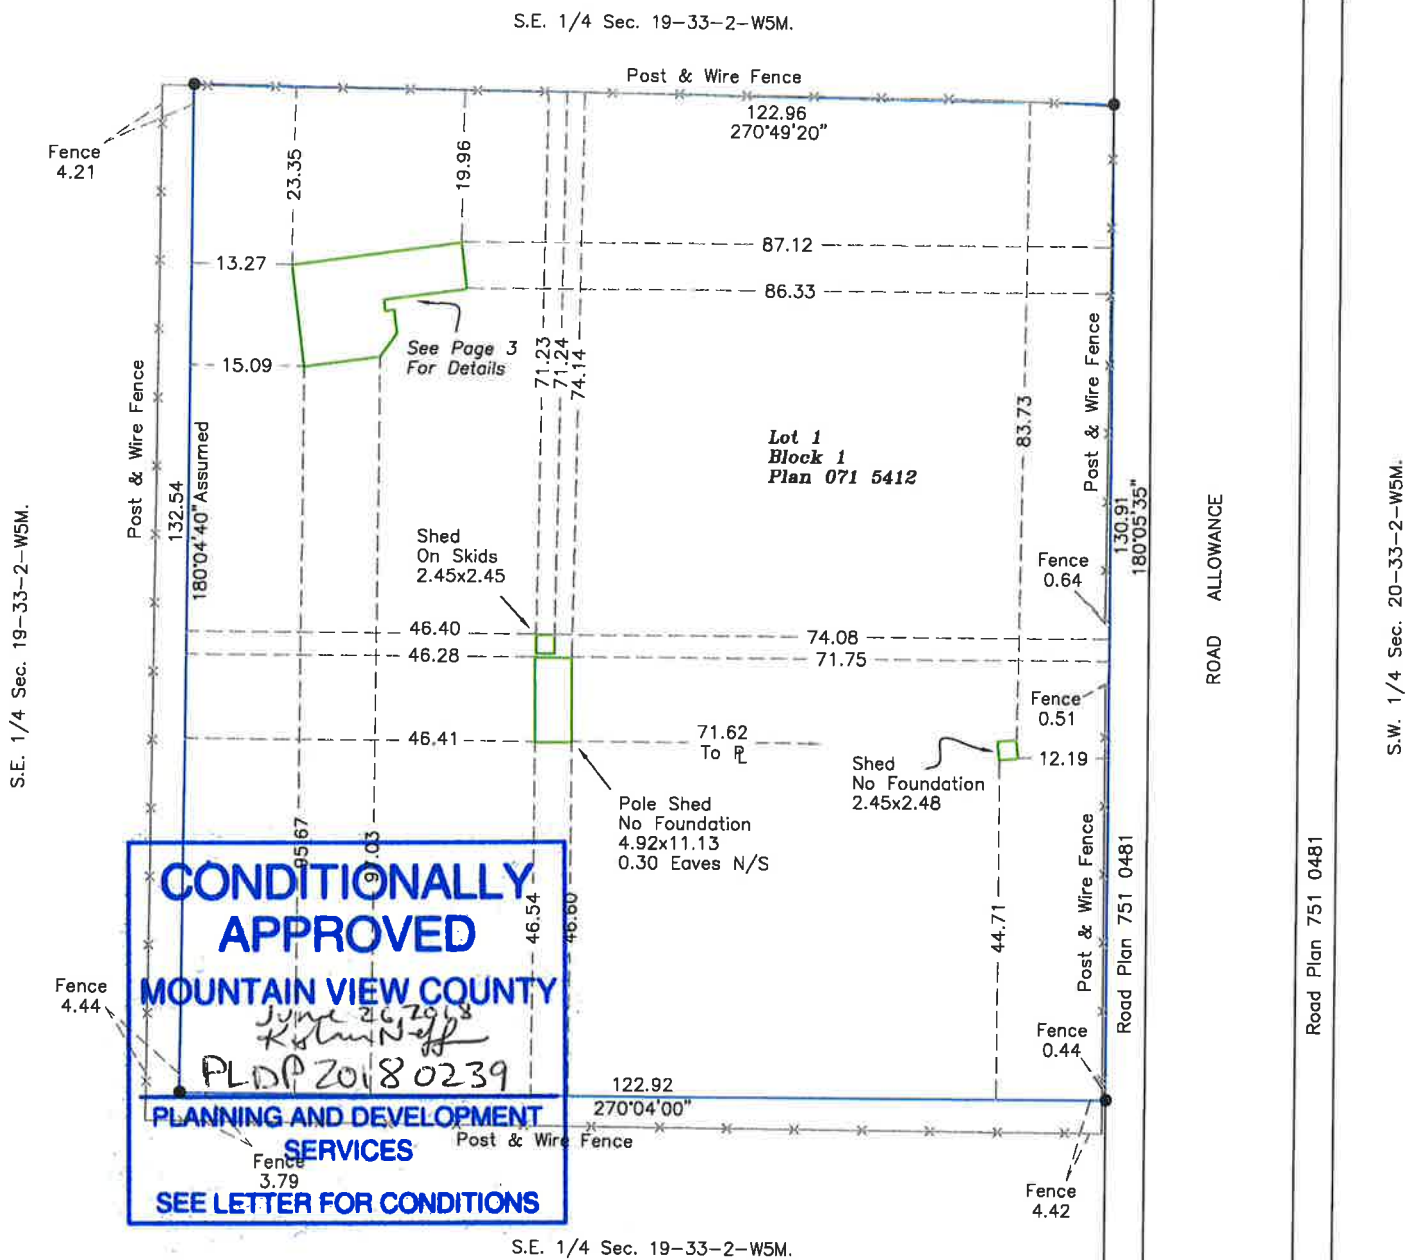 S.E. 1/4 Sec. 19-33-2-W5M.
Post & Wire Fence
122.96
270°49'20"
Fence
4.21
23.35
19.96
13.27
87.12
86.33
15.09
See Page 3
For Details
71.23
71.24
74.14
83.73
Post & Wire Fence
Post & Wire Fence
Lot 1
Block 1
Plan 071 5412
132.54
180°04'40" Assumed
130.91
180°05'35"
S.E. 1/4 Sec. 19-33-2-W5M.
ROAD ALLOWANCE
S.W. 1/4 Sec. 20-33-2-W5M.
Shed
On Skids
2.45x2.45
Fence
0.64
46.40
74.08
46.28
71.75
Fence
0.51
46.41
71.62
To PL
Shed
No Foundation
2.45x2.48
12.19
Pole Shed
No Foundation
4.92x11.13
0.30 Eaves N/S
95.67
97.03
46.54
46.60
44.71
Post & Wire Fence
Road Plan 751 0481
Road Plan 751 0481
CONDITIONALLY
APPROVED
MOUNTAIN VIEW COUNTY
June 26, 2018
PLDP 20180239
PLANNING AND DEVELOPMENT
SERVICES
SEE LETTER FOR CONDITIONS
Fence
4.44
Fence
0.44
122.92
270°04'00"
Post & Wire Fence
Fence
3.79
Fence
4.42
S.E. 1/4 Sec. 19-33-2-W5M.